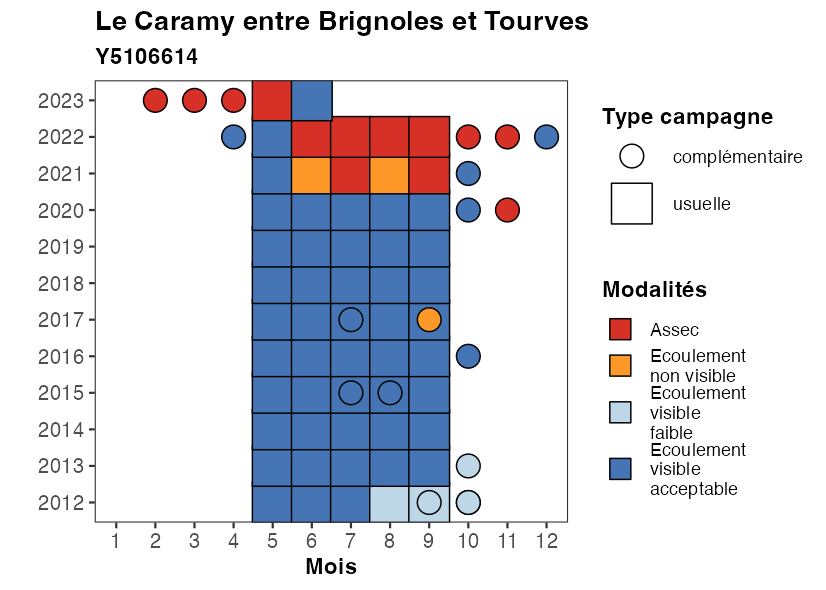 Le Caramy entre Brignoles et Tourves
Y5106614
2023
2022
2021
2020
2019
2018
2017
2016
2015
2014
2013
2012
1 2 3 4 5 6 7 8 9 10 11 12
Mois
Type campagne
complémentaire
usuelle
Modalités
Assec
Ecoulement
non visible
Ecoulement
visible
faible
Ecoulement
visible
acceptable